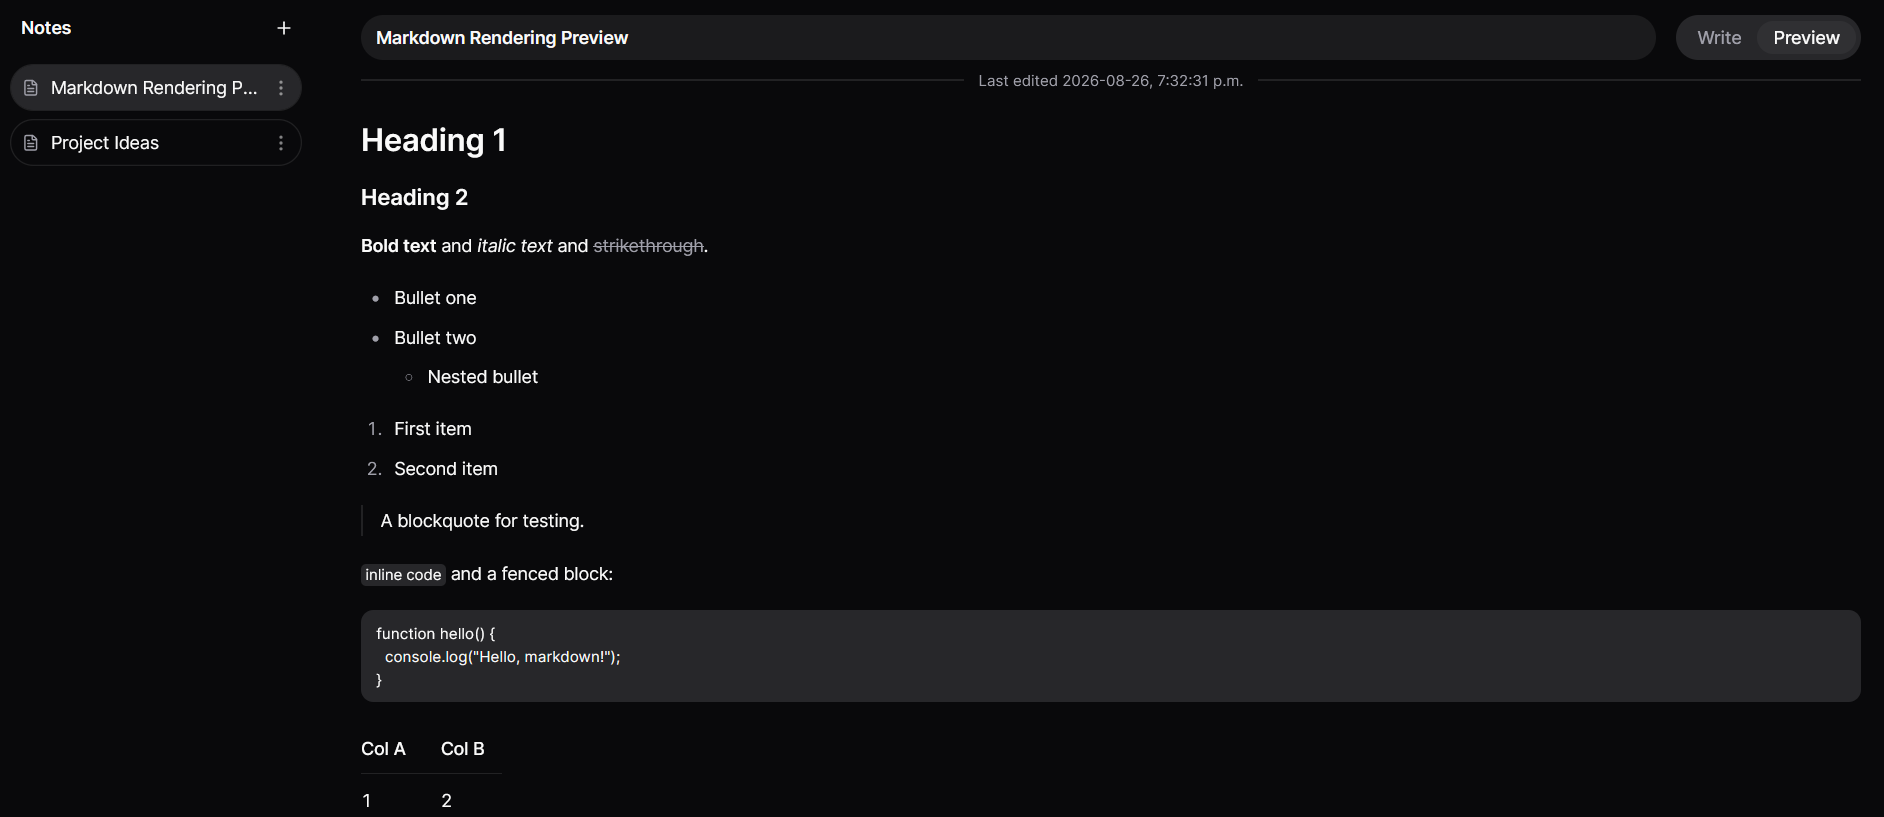 Notes
Markdown Rendering P...
Project Ideas
Markdown Rendering Preview
Write
Preview
Last edited 2026-08-26, 7:32:31 p.m.
Heading 1
Heading 2
Bold text and italic text and strikethrough.
Bullet one
Bullet two
Nested bullet
1. First item
2. Second item
A blockquote for testing.
inline code and a fenced block:
function hello() {
  console.log("Hello, markdown!");
}
Col A Col B
1 2